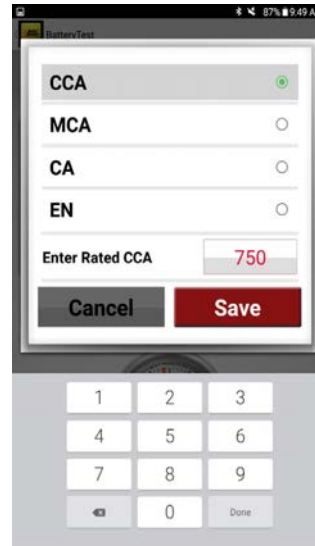 87% 9:49 A
BatteryTest
CCA
MCA
CA
EN
Enter Rated CCA 750
Cancel Save
1 2 3
4 5 6
7 8 9
0 Done